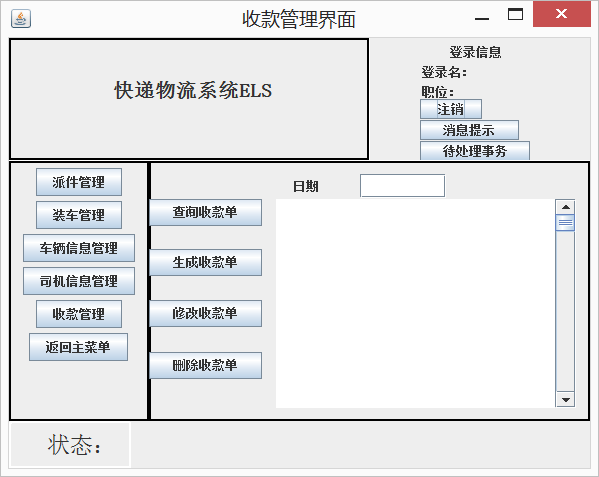 收款管理界面
快递物流系统ELS
登录信息
登录名：
职位：
注销
消息提示
待处理事务
派件管理
装车管理
车辆信息管理
司机信息管理
收款管理
返回主菜单
日期
查询收款单
生成收款单
修改收款单
删除收款单
状态：